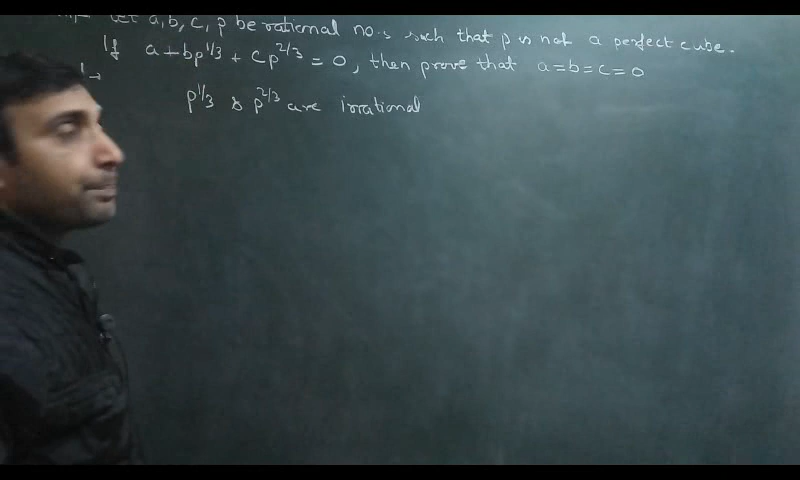 Let a, b, c, p be rational no.s such that p is not a perfect cube.
If a + bp^{1/3} + cp^{2/3} = 0, then prove that a = b = c = 0
p^{1/3} & p^{2/3} are irrational